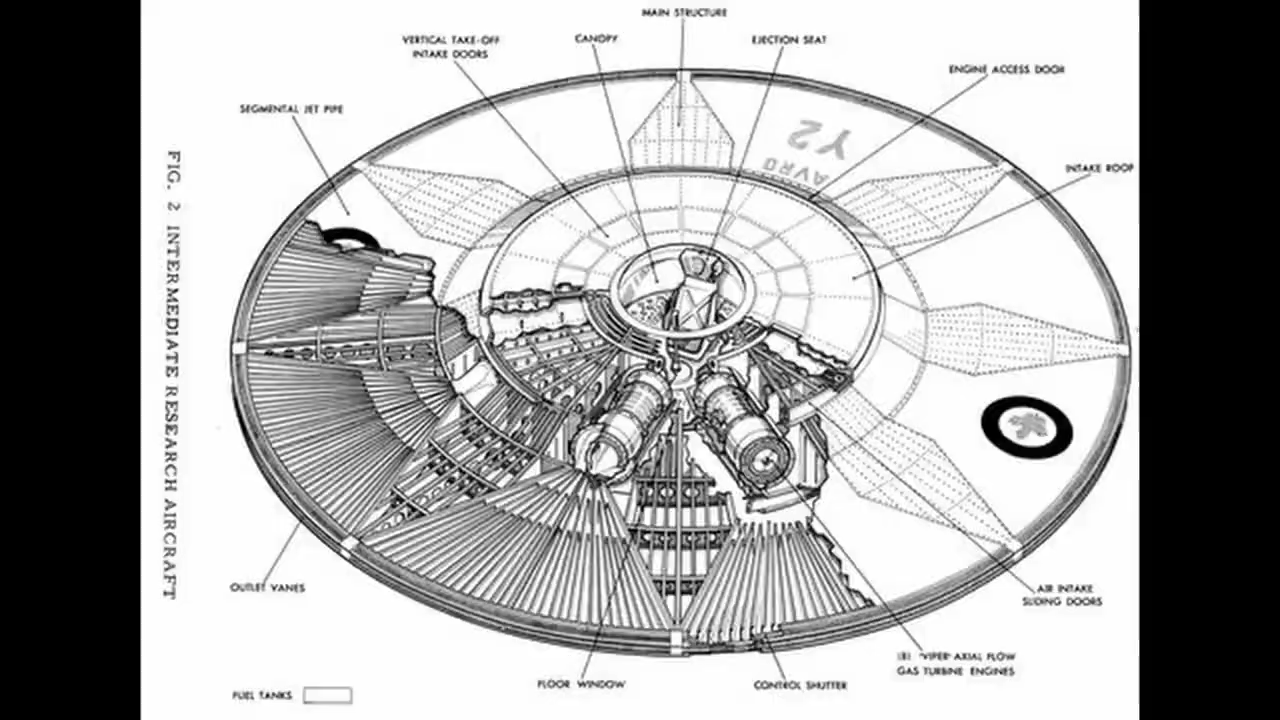 MAIN STRUCTURE
VERTICAL TAKE-OFF
INTAKE DOORS
CANOPY
EJECTION SEAT
ENGINE ACCESS DOOR
SEGMENTAL JET PIPE
INTAKE ROOF
AVRO
Y2
FIG. 2 INTERMEDIATE RESEARCH AIRCRAFT
OUTLET VANES
AIR INTAKE
SLIDING DOORS
(8) 'VIPER' AXIAL FLOW
GAS TURBINE ENGINES
FLOOR WINDOW
CONTROL SHUTTER
FUEL TANKS